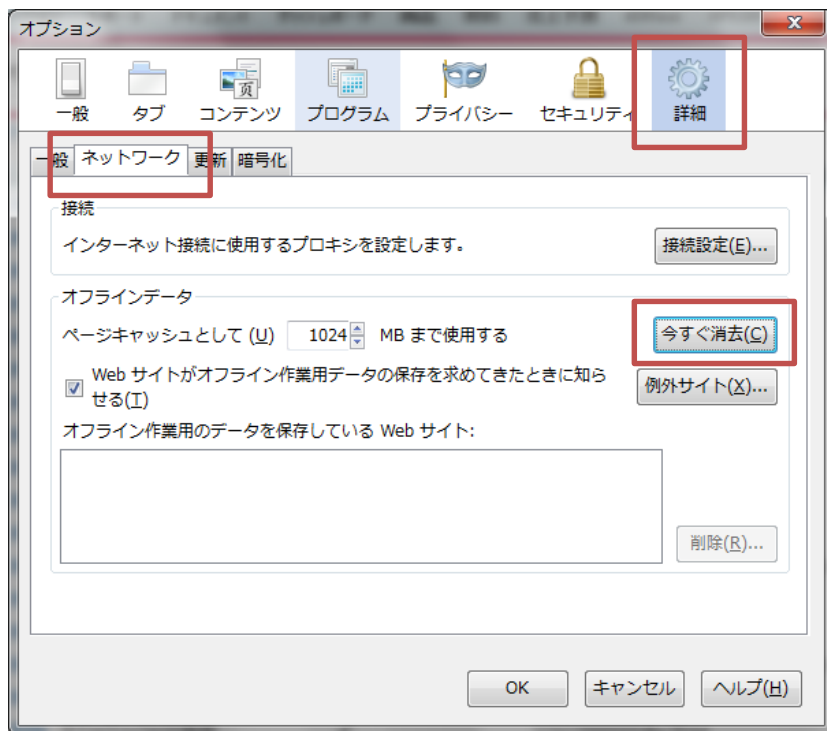 オプション
一般 タブ コンテンツ プログラム プライバシー セキュリティ 詳細
一般 ネットワーク 更新 暗号化
接続
インターネット接続に使用するプロキシを設定します。 接続設定(E)...
オフラインデータ
ページキャッシュとして (U) 1024 MB まで使用する 今すぐ消去(C)
Web サイトがオフライン作業用データの保存を求めてきたときに知ら
せる(T)
例外サイト(X)...
オフライン作業用のデータを保存している Web サイト:
削除(R)...
OK キャンセル ヘルプ(H)